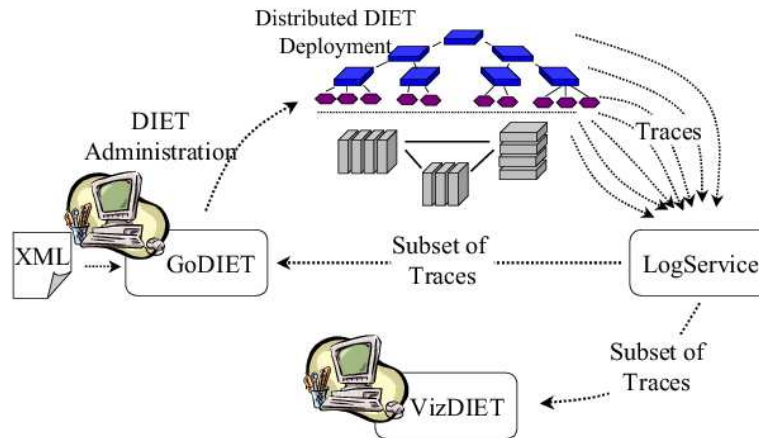 Distributed DIET
Deployment
DIET
Administration
Traces
XML
GoDIET
Subset of
Traces
LogService
Subset of
Traces
VizDIET